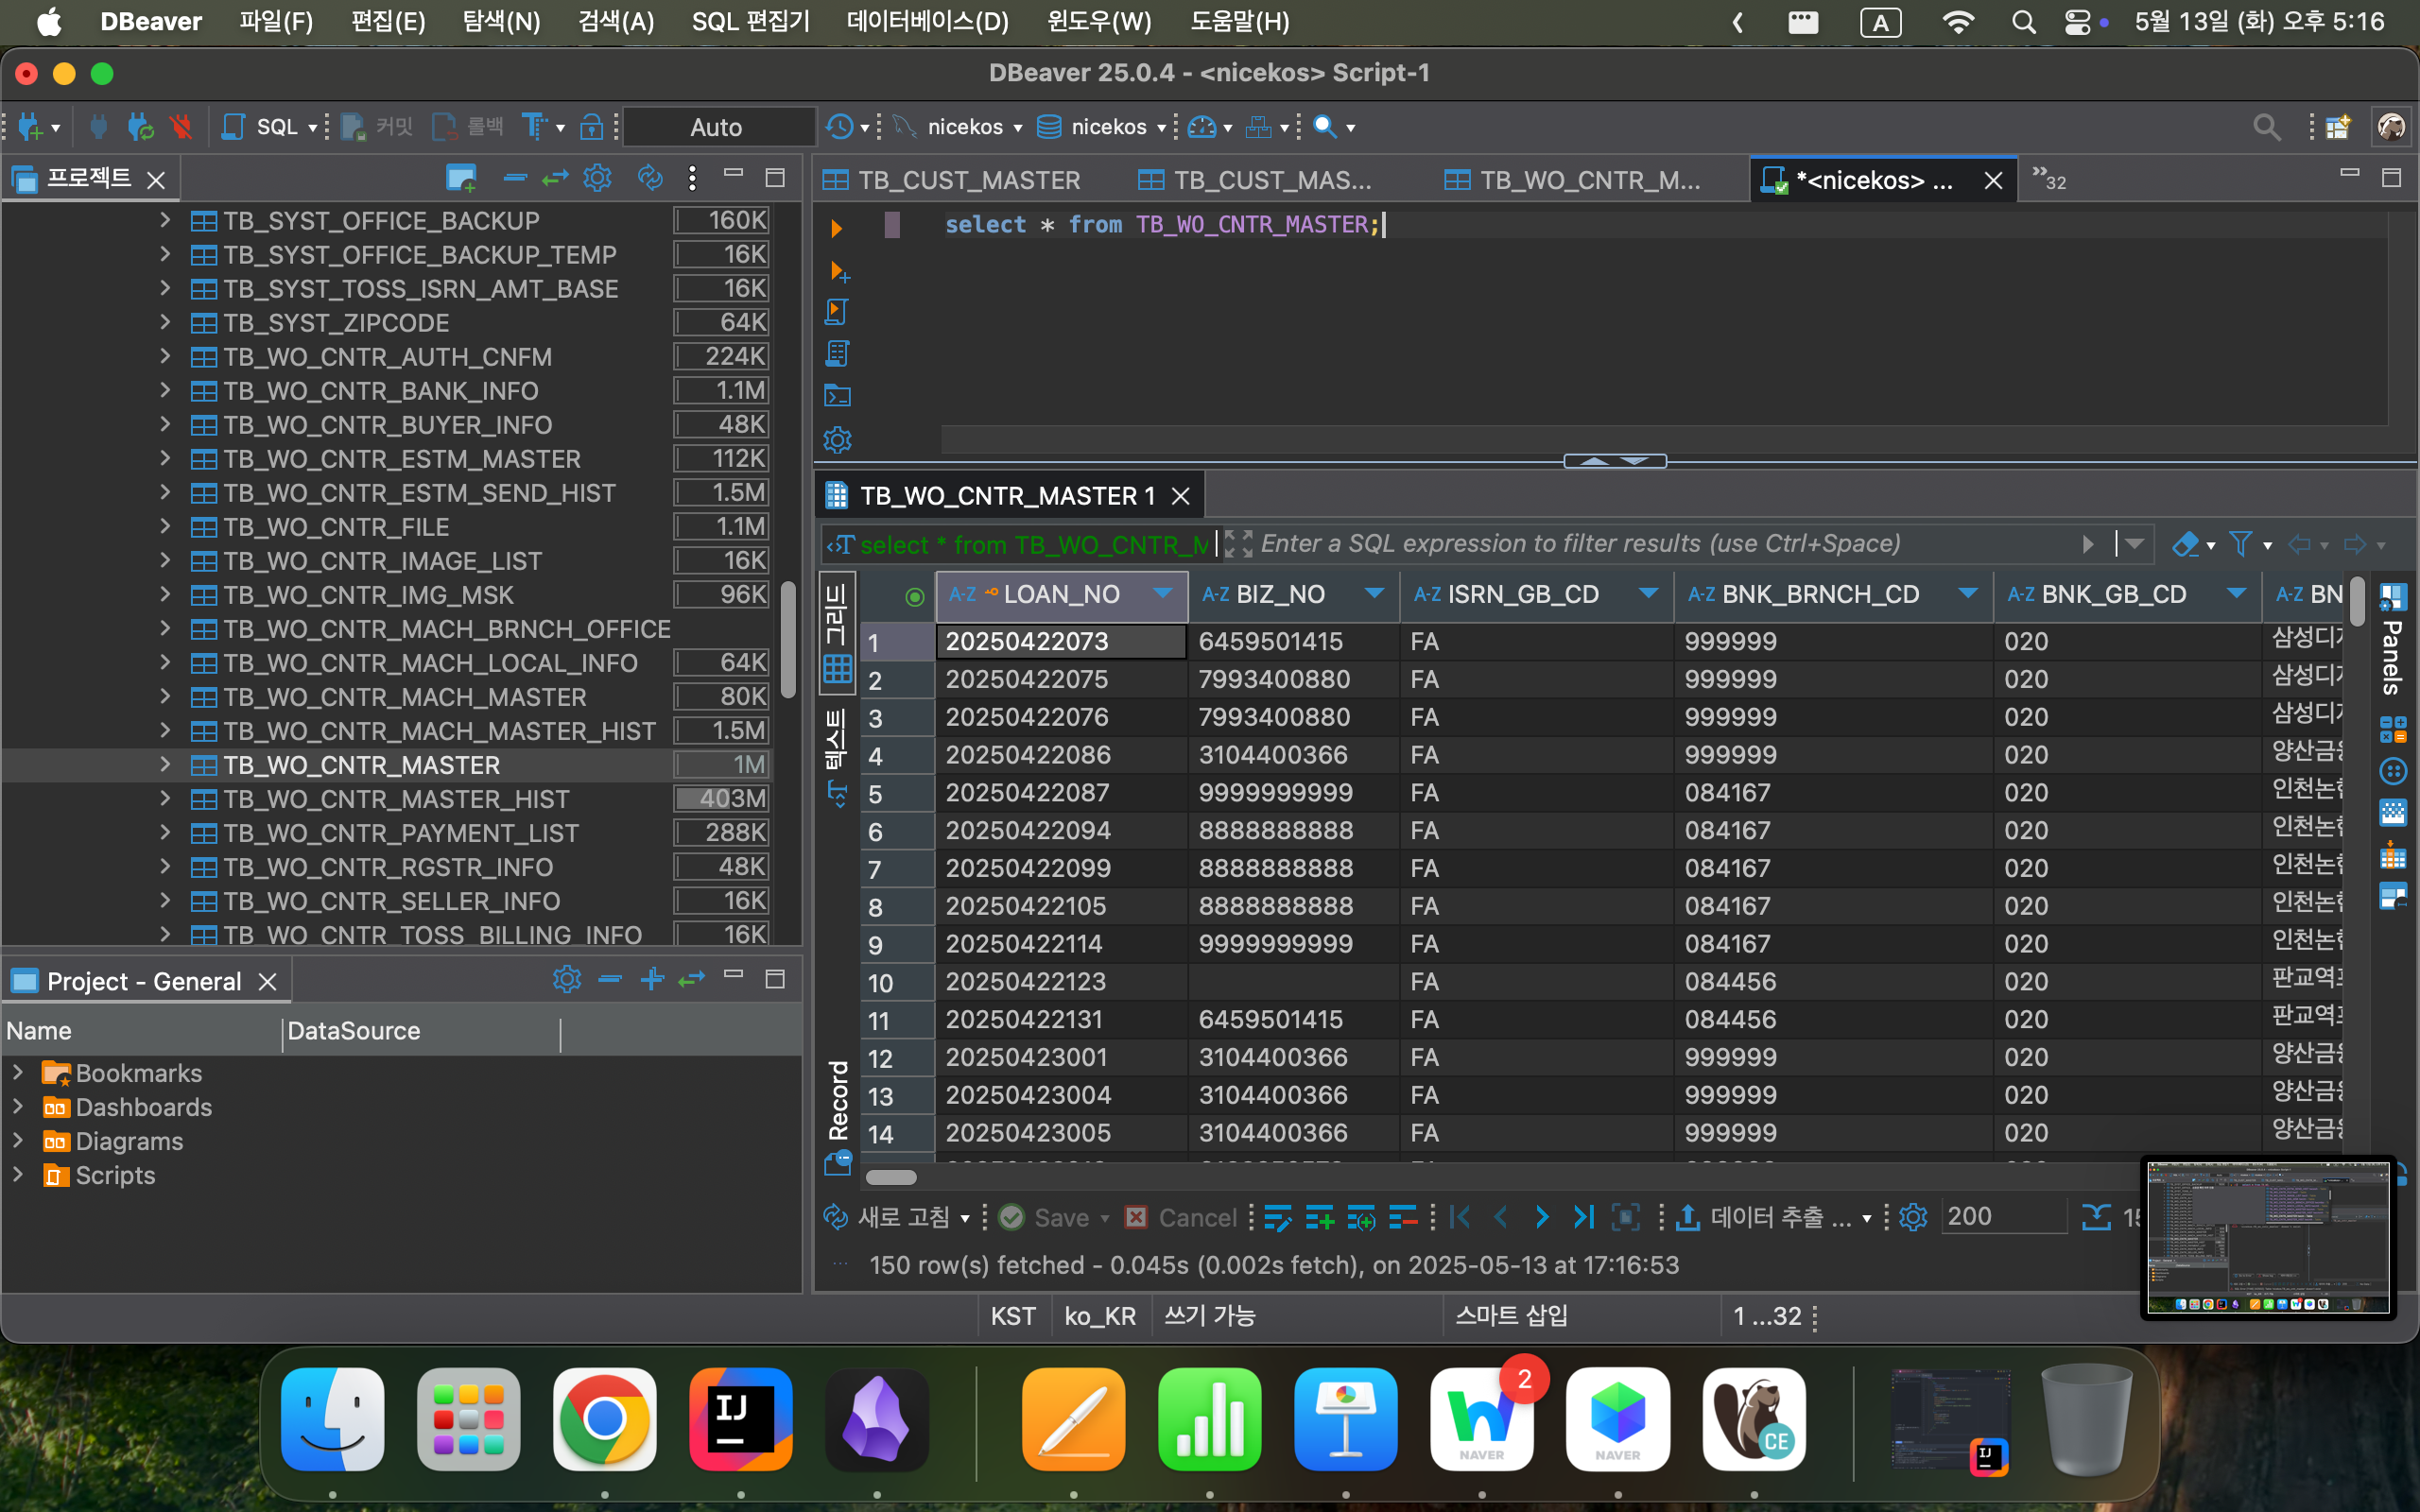 DBeaver 파일(F) 편집(E) 탐색(N) 검색(A) SQL 편집기 데이터베이스(D) 윈도우(W) 도움말(H) A 5월 13일 (화) 오후 5:16
DBeaver 25.0.4 - <nicekos> Script-1
SQL 커밋 롤백 Auto nicekos nicekos
프로젝트
TB_SYST_OFFICE_BACKUP 160K
TB_SYST_OFFICE_BACKUP_TEMP 16K
TB_SYST_TOSS_ISRN_AMT_BASE 16K
TB_SYST_ZIPCODE 64K
TB_WO_CNTR_AUTH_CNFM 224K
TB_WO_CNTR_BANK_INFO 1.1M
TB_WO_CNTR_BUYER_INFO 48K
TB_WO_CNTR_ESTM_MASTER 112K
TB_WO_CNTR_ESTM_SEND_HIST 1.5M
TB_WO_CNTR_FILE 1.1M
TB_WO_CNTR_IMAGE_LIST 16K
TB_WO_CNTR_IMG_MSK 96K
TB_WO_CNTR_MACH_BRNCH_OFFICE
TB_WO_CNTR_MACH_LOCAL_INFO 64K
TB_WO_CNTR_MACH_MASTER 80K
TB_WO_CNTR_MACH_MASTER_HIST 1.5M
TB_WO_CNTR_MASTER 1M
TB_WO_CNTR_MASTER_HIST 403M
TB_WO_CNTR_PAYMENT_LIST 288K
TB_WO_CNTR_RGSTR_INFO 48K
TB_WO_CNTR_SELLER_INFO 16K
TB_WO_CNTR_TOSS_BILLING_INFO 16K
Project - General
Name DataSource
Bookmarks
Dashboards
Diagrams
Scripts
TB_CUST_MASTER TB_CUST_MAS... TB_WO_CNTR_M... *<nicekos> ... »32
select * from TB_WO_CNTR_MASTER;
TB_WO_CNTR_MASTER 1
select * from TB_WO_CNTR_M Enter a SQL expression to filter results (use Ctrl+Space)
그리드
텍스트
Record
Panels
LOAN_NO BIZ_NO ISRN_GB_CD BNK_BRNCH_CD BNK_GB_CD BN
1 20250422073 6459501415 FA 999999 020 삼성디지
2 20250422075 7993400880 FA 999999 020 삼성디지
3 20250422076 7993400880 FA 999999 020 삼성디지
4 20250422086 3104400366 FA 999999 020 양산금융
5 20250422087 9999999999 FA 084167 020 인천논현
6 20250422094 8888888888 FA 084167 020 인천논현
7 20250422099 8888888888 FA 084167 020 인천논현
8 20250422105 8888888888 FA 084167 020 인천논현
9 20250422114 9999999999 FA 084167 020 인천논현
10 20250422123 FA 084456 020 판교역
11 20250422131 6459501415 FA 084456 020 판교역
12 20250423001 3104400366 FA 999999 020 양산금융
13 20250423004 3104400366 FA 999999 020 양산금융
14 20250423005 3104400366 FA 999999 020 양산금융
새로 고침 Save Cancel 데이터 추출 ... 200
150 row(s) fetched - 0.045s (0.002s fetch), on 2025-05-13 at 17:16:53
KST ko_KR 쓰기 가능 스마트 삽입 1 ...32
IJ NAVER 2 NAVER CE IJ